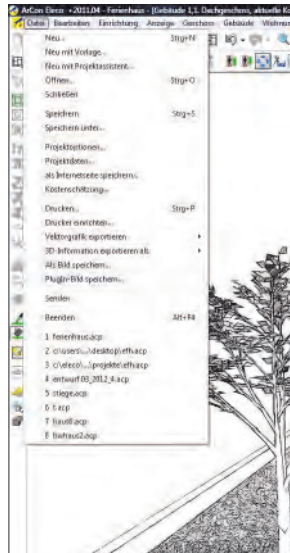 ArCon Eleco +2011.04 - Ferienhaus - [Gebäude 1,1. Dachgeschoss, aktuelle Ko
Datei Bearbeiten Einrichtung Anzeige Geschoss Gebäude Wohnun
Neu... Strg+N
Neu mit Vorlage...
Neu mit Projektassistent...
Öffnen... Strg+O
Schließen
Speichern Strg+S
Speichern unter...
Projektoptionen...
Projektdaten...
als Internetseite speichern...
Kostenschätzung...
Drucken... Strg+P
Drucker einrichten...
Vektorgrafik exportieren
3D-Information exportieren als
Als Bild speichern...
Plugin-Bild speichern...
Senden
Beenden Alt+F4
1 ferienhaus.acp
2 c:\users\...\desktop\efh.acp
3 c:\eleco\...\projekte\efh.acp
4 entwurf 03_2012_4.acp
5 stiege.acp
6 t.acp
7 haus6.acp
8 fwhaus2.acp